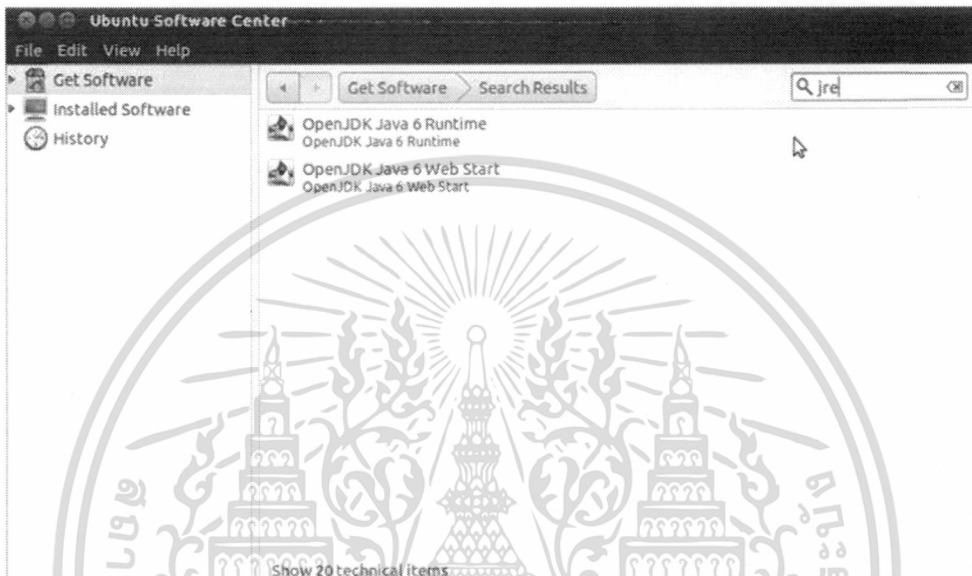 Ubuntu Software Center
File Edit View Help
Get Software
Installed Software
History
Get Software
Search Results
jre
OpenJDK Java 6 Runtime
OpenJDK Java 6 Runtime
OpenJDK Java 6 Web Start
OpenJDK Java 6 Web Start
Show 20 technical items